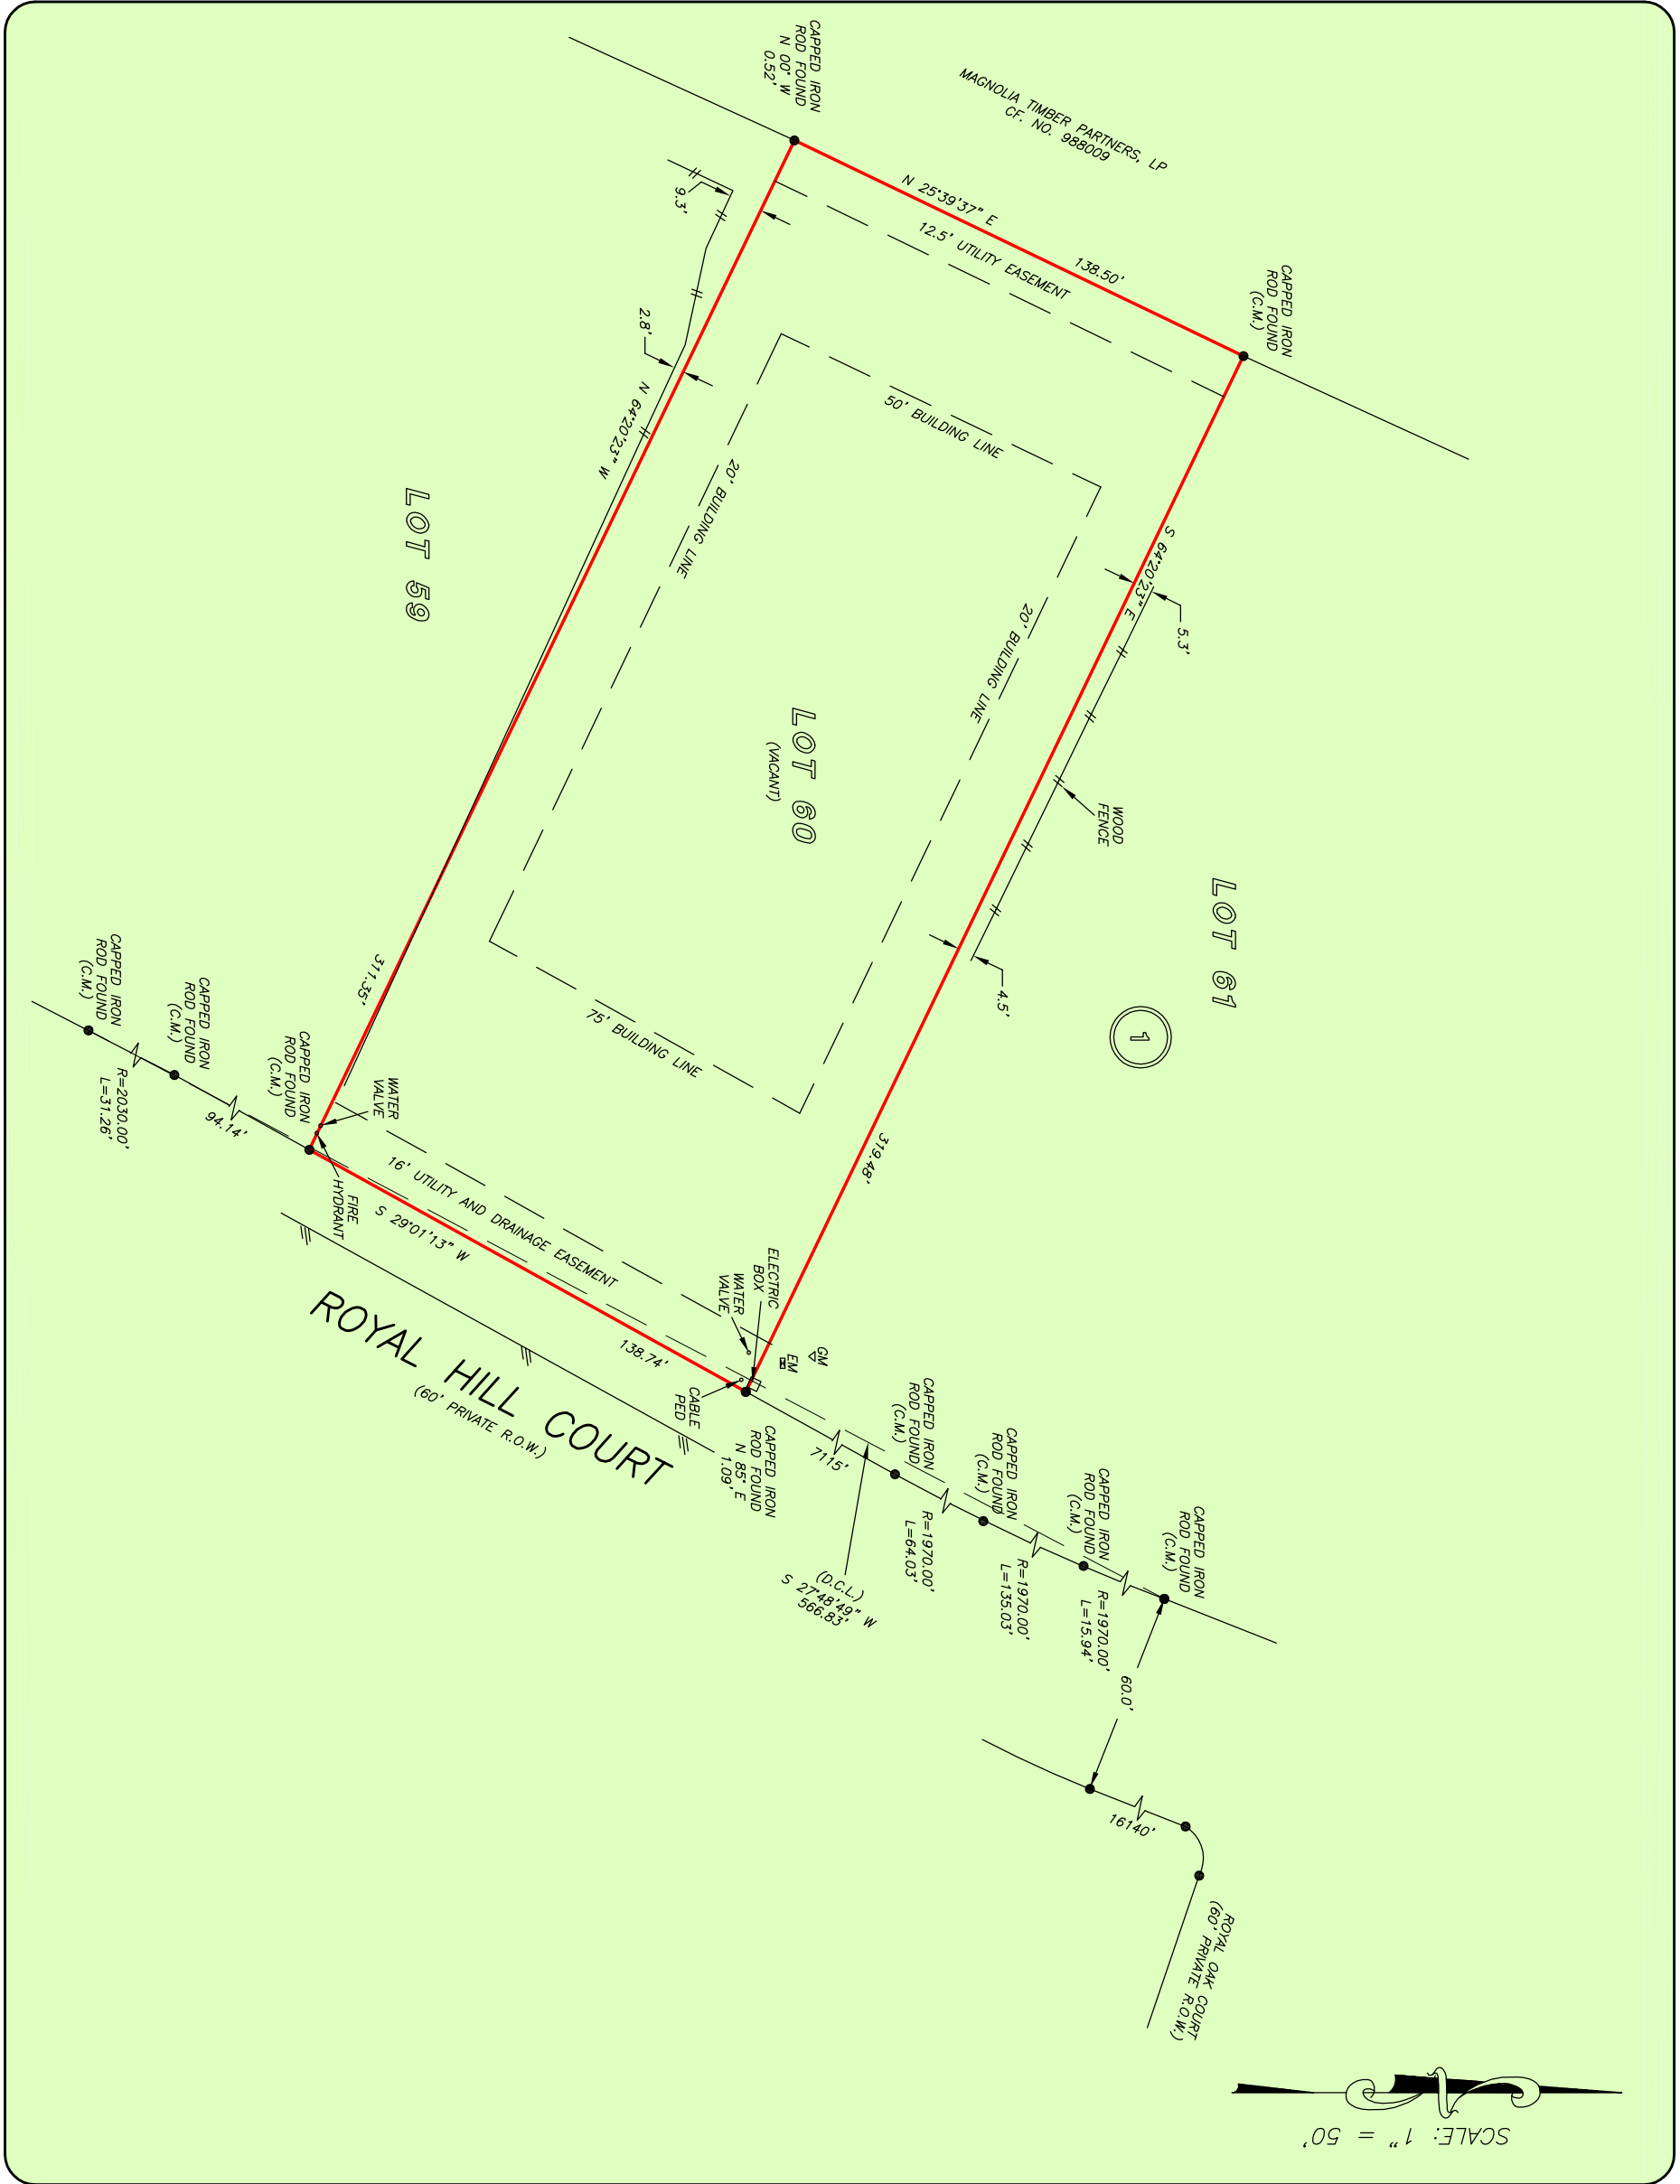 CAPPED IRON
ROD FOUND
(C.M.)
CAPPED IRON
ROD FOUND
N 00° W
0.52'
MAGNOLIA TIMBER PARTNERS, LP
CF. NO. 988009
N 25°39'37" E
138.50'
12.5' UTILITY EASEMENT
50' BUILDING LINE
9.3'
2.8'
N 64°20'23" W
311.35'
20' BUILDING LINE
20' BUILDING LINE
S 64°20'23" E
319.48'
5.3'
4.5'
WOOD
FENCE
LOT 61
1
LOT 60
(VACANT)
LOT 59
75' BUILDING LINE
16' UTILITY AND DRAINAGE EASEMENT
S 29°01'13" W
138.74'
WATER
VALVE
FIRE
HYDRANT
ELECTRIC
BOX
WATER
VALVE
EM
GM
CABLE
PED
CAPPED IRON
ROD FOUND
N 85° E
1.09'
CAPPED IRON
ROD FOUND
(C.M.)
94.14'
CAPPED IRON
ROD FOUND
(C.M.)
R=2030.00'
L=31.26'
CAPPED IRON
ROD FOUND
(C.M.)
ROYAL HILL COURT
(60' PRIVATE R.O.W.)
7115'
CAPPED IRON
ROD FOUND
(C.M.)
R=1970.00'
L=64.03'
CAPPED IRON
ROD FOUND
(C.M.)
R=1970.00'
L=135.03'
CAPPED IRON
ROD FOUND
(C.M.)
R=1970.00'
L=15.94'
CAPPED IRON
ROD FOUND
(C.M.)
(D.C.L.)
S 27°48'49" W
566.83'
60.0'
16140'
ROYAL OAK COURT
(60' PRIVATE R.O.W.)
N
SCALE: 1" = 50'